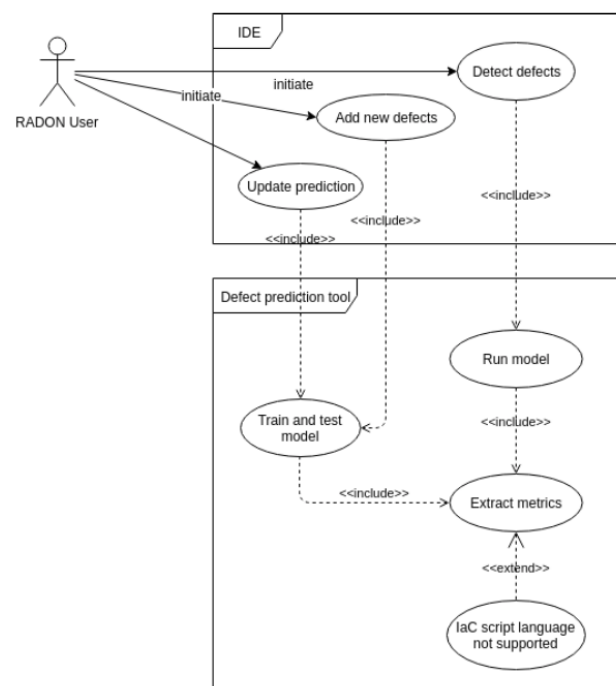 IDE
Detect defects
initiate
initiate
RADON User
Add new defects
Update prediction
<<include>>
<<include>>
<<include>>
Defect prediction tool
Run model
Train and test
model
<<include>>
<<include>>
Extract metrics
<<extend>>
IaC script language
not supported